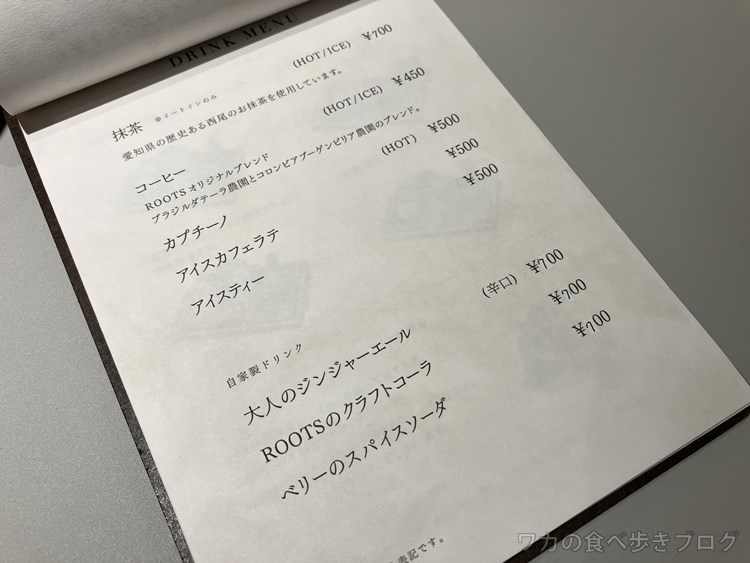 DRINK MENU
抹茶 ※イートインのみ (HOT/ICE) ¥700
愛知県の歴史ある西尾のお抹茶を使用しています。
コーヒー (HOT/ICE) ¥450
ROOTSオリジナルブレンド
ブラジルダテーラ農園とコロンビアブーゲンビリア農園のブレンド。
カプチーノ (HOT) ¥500
アイスカフェラテ ¥500
アイスティー ¥500
自家製ドリンク
大人のジンジャーエール (辛口) ¥700
ROOTSのクラフトコーラ ¥700
ベリーのスパイスソーダ ¥700
表記です。
ワカの食べ歩きブログ